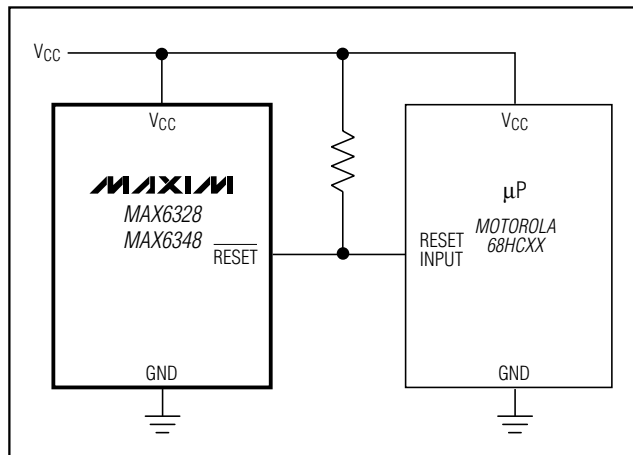 VCC
VCC
MAXIM
MAX6328
MAX6348
RESET
GND
VCC
μP
MOTOROLA
68HCXX
RESET
INPUT
GND